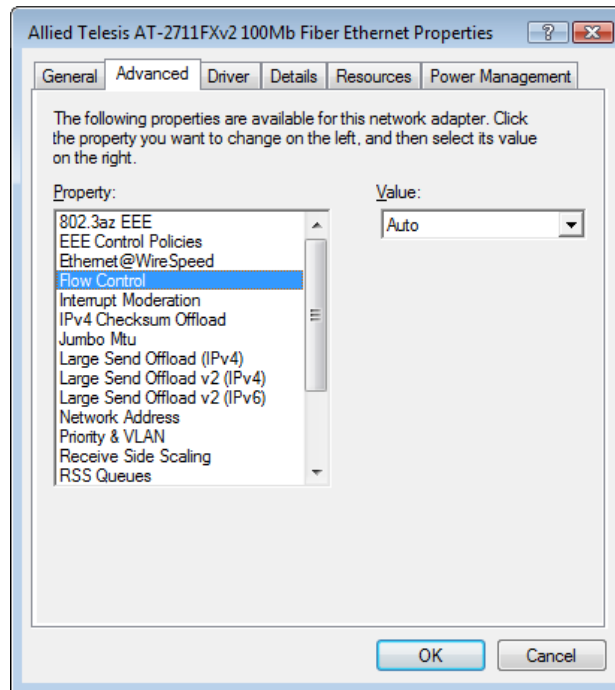 Allied Telesis AT-2711FXv2 100Mb Fiber Ethernet Properties
General Advanced Driver Details Resources Power Management
The following properties are available for this network adapter. Click
the property you want to change on the left, and then select its value
on the right.
Property:
Value:
802.3az EEE
EEE Control Policies
Ethernet@WireSpeed
Flow Control
Interrupt Moderation
IPv4 Checksum Offload
Jumbo Mtu
Large Send Offload (IPv4)
Large Send Offload v2 (IPv4)
Large Send Offload v2 (IPv6)
Network Address
Priority & VLAN
Receive Side Scaling
RSS Queues
Auto
OK
Cancel